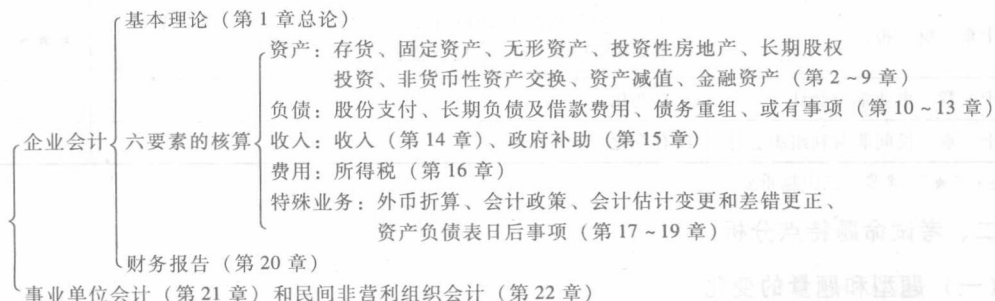 基本理论（第1章总论）
资产：存货、固定资产、无形资产、投资性房地产、长期股权
投资、非货币性资产交换、资产减值、金融资产（第2~9章）
负债：股份支付、长期负债及借款费用、债务重组、或有事项（第10~13章）
企业会计 六要素的核算 收入：收入（第14章）、政府补助（第15章）
费用：所得税（第16章）
特殊业务：外币折算、会计政策、会计估计变更和差错更正、
资产负债表日后事项（第17~19章）
财务报告（第20章）
事业单位会计（第21章）和民间非营利组织会计（第22章）